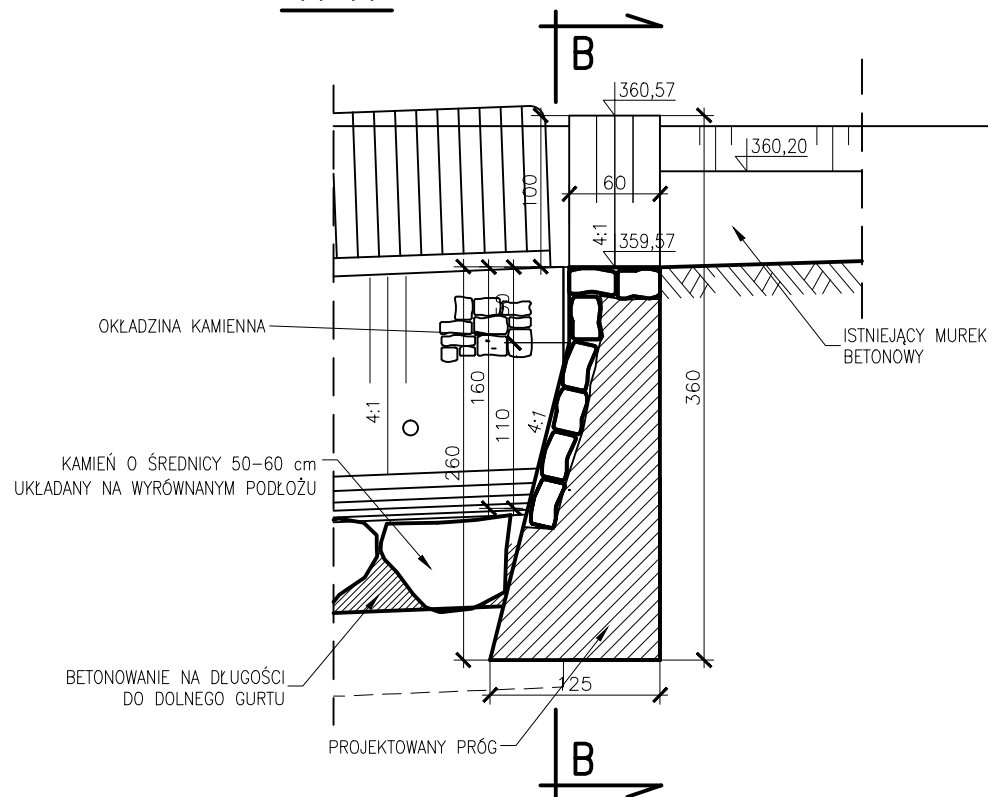 B
360,57
360,20
100
60
4:1
359,57
OKŁADZINA KAMIENNA
ISTNIEJĄCY MUREK
BETONOWY
160
360
4:1
110
4:1
260
KAMIEŃ O ŚREDNICY 50-60 cm
UKŁADANY NA WYRÓWNANYM PODŁOŻU
BETONOWANIE NA DŁUGOŚCI
DO DOLNEGO GURTU
125
PROJEKTOWANY PRÓG
B